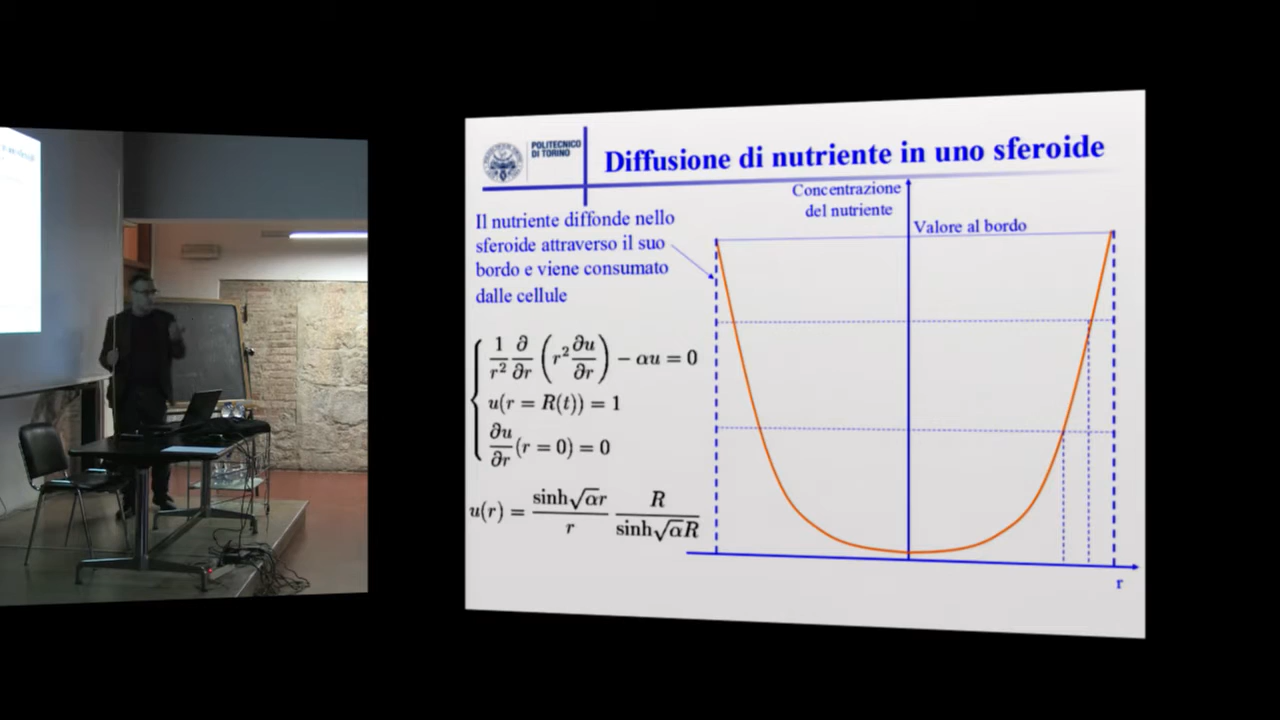 POLITECNICO
DI TORINO
Diffusione di nutriente in uno sferoide
Il nutriente diffonde nello
sferoide attraverso il suo
bordo e viene consumato
dalle cellule
Concentrazione
del nutriente
Valore al bordo
1/r² ∂/∂r (r² ∂u/∂r) − αu = 0
u(r = R(t)) = 1
∂u/∂r (r = 0) = 0
u(r) = sinh√αr / r R / sinh√αR
r